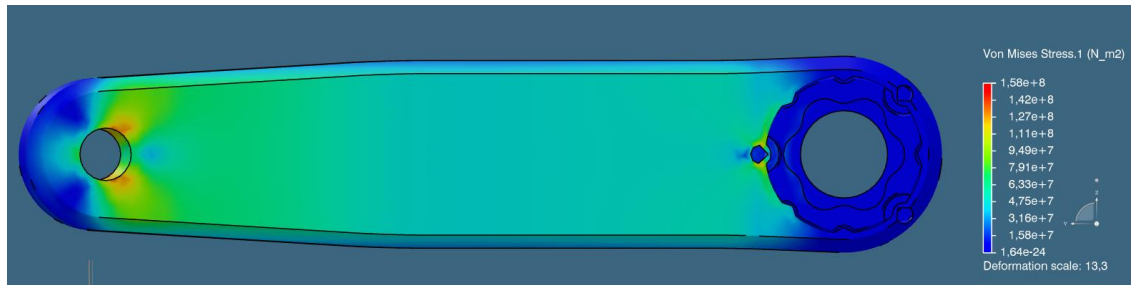 Von Mises Stress.1 (N_m2)
1,58e+8
1,42e+8
1,27e+8
1,11e+8
9,49e+7
7,91e+7
6,33e+7
4,75e+7
3,16e+7
1,58e+7
1,64e-24
Deformation scale: 13,3
z
Y